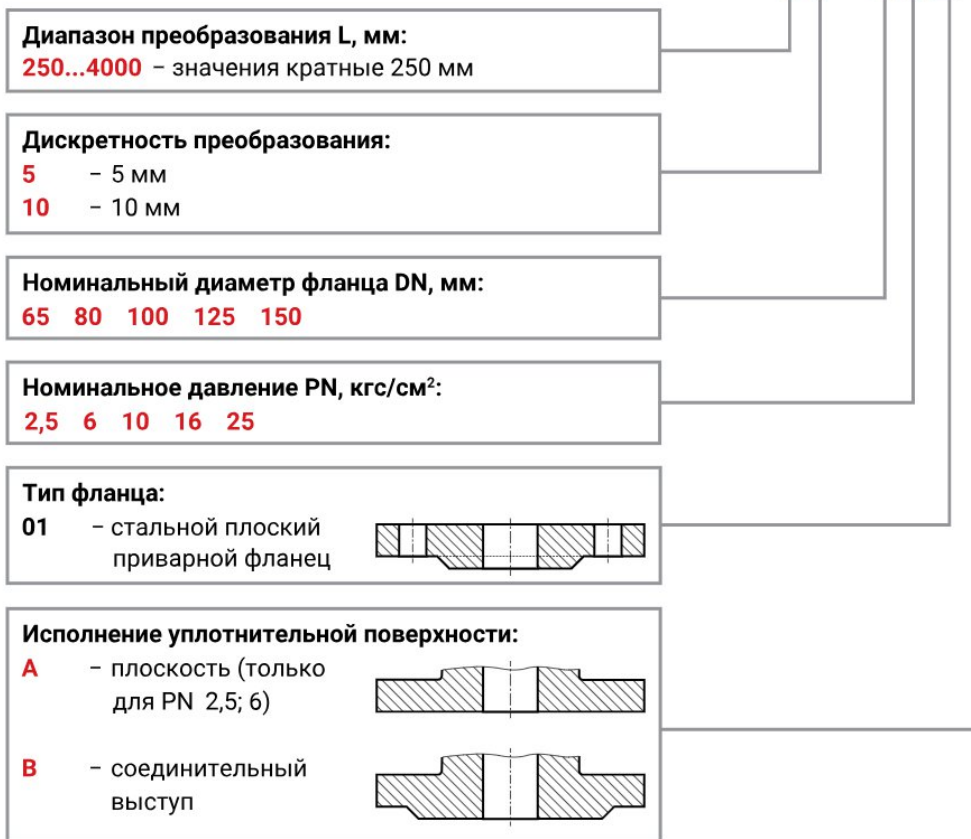 Диапазон преобразования L, мм:
250...4000 – значения кратные 250 мм
Дискретность преобразования:
5 – 5 мм
10 – 10 мм
Номинальный диаметр фланца DN, мм:
65 80 100 125 150
Номинальное давление PN, кгс/см²:
2,5 6 10 16 25
Тип фланца:
01 – стальной плоский
приварной фланец
Исполнение уплотнительной поверхности:
A – плоскость (только
для PN 2,5; 6)
B – соединительный
выступ